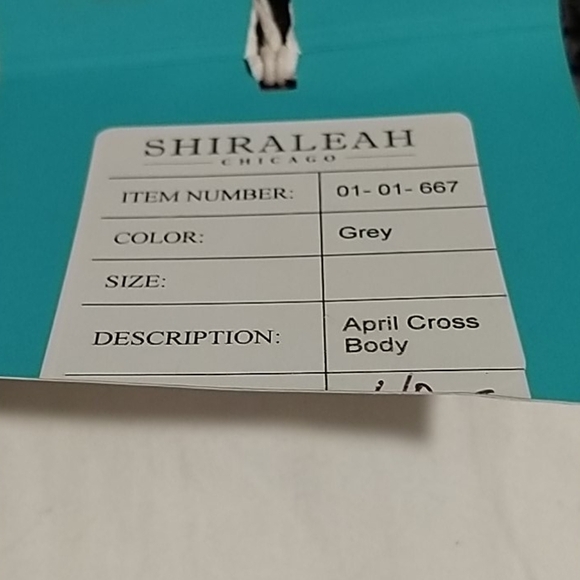 SHIRALEAH
CHICAGO
ITEM NUMBER: 01-01-667
COLOR: Grey
SIZE:
DESCRIPTION: April Cross
Body